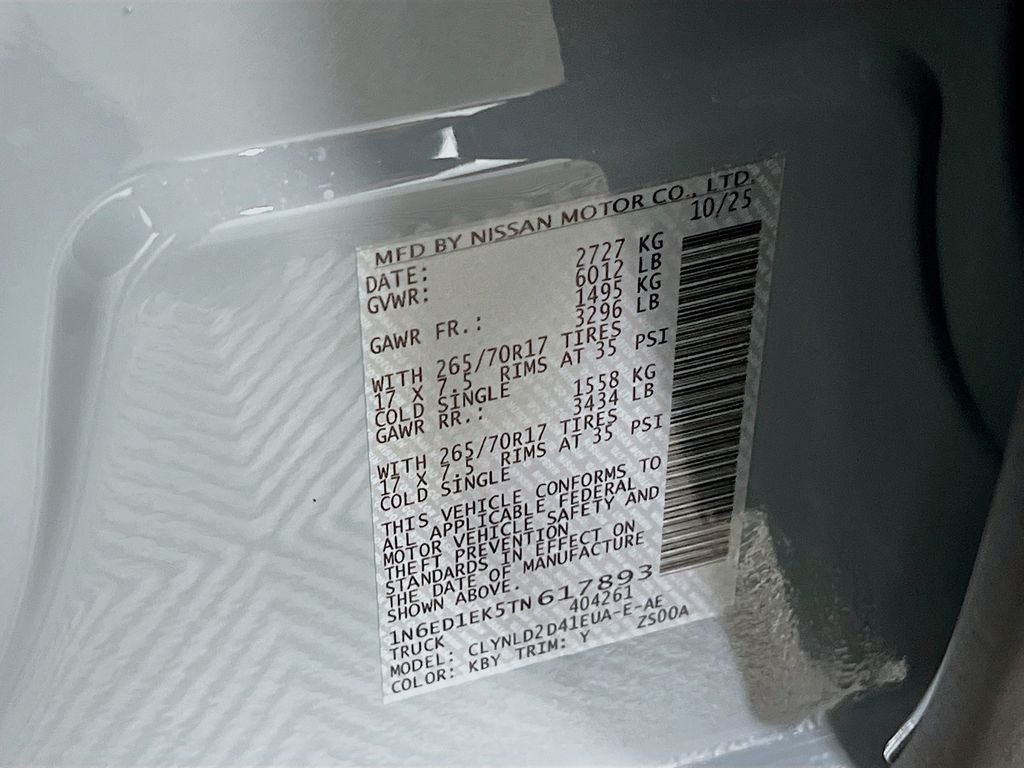 MFD BY NISSAN MOTOR CO., LTD.
DATE: 10/25
GVWR: 2727 KG
6012 LB
GAWR FR.: 1495 KG
3296 LB
WITH 265/70R17 TIRES
17 X 7.5 RIMS AT 35 PSI
COLD SINGLE
GAWR RR.: 1558 KG
3434 LB
WITH 265/70R17 TIRES
17 X 7.5 RIMS AT 35 PSI
COLD SINGLE
THIS VEHICLE CONFORMS TO
ALL APPLICABLE FEDERAL
MOTOR VEHICLE SAFETY AND
THEFT PREVENTION
STANDARDS IN EFFECT ON
THE DATE OF MANUFACTURE
SHOWN ABOVE.
1N6ED1EK5TN617893
TRUCK 404261
MODEL: CLYNLD2D41EUA-E-AE
COLOR: KBY TRIM: Y ZS00A